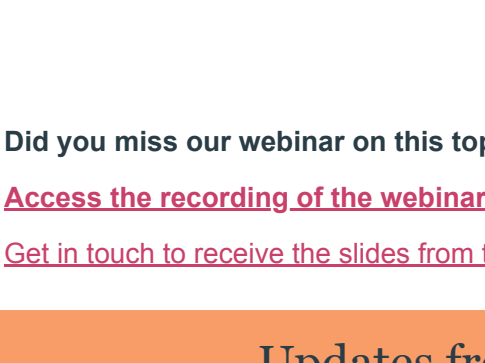 Did you miss our webinar on this top
Access the recording of the webinar
Get in touch to receive the slides from t
Updates fr